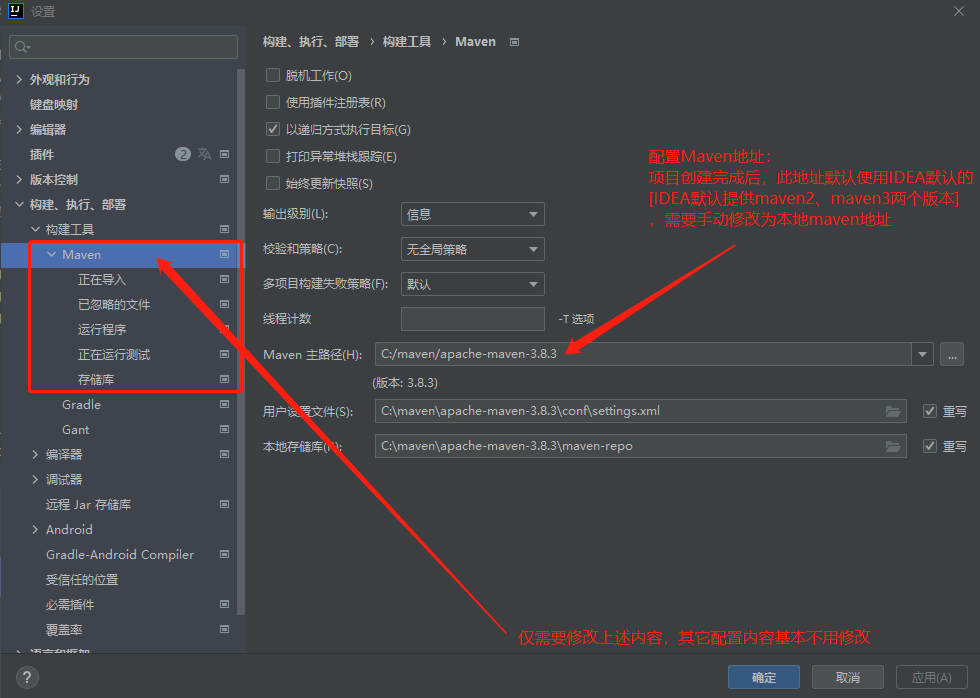 IJ 设置
外观和行为
键盘映射
编辑器
插件 2
版本控制
构建、执行、部署
构建工具
Maven
正在导入
已忽略的文件
运行程序
正在运行测试
存储库
Gradle
Gant
编译器
调试器
远程 Jar 存储库
Android
Gradle-Android Compiler
受信任的位置
必需插件
覆盖率
构建、执行、部署 › 构建工具 › Maven
脱机工作(O)
使用插件注册表(R)
以递归方式执行目标(G)
打印异常堆栈跟踪(E)
始终更新快照(S)
输出级别(L): 信息
校验和策略(C): 无全局策略
多项目构建失败策略(F): 默认
线程计数 -T 选项
Maven 主路径(H): C:/maven/apache-maven-3.8.3 ...
(版本: 3.8.3)
用户设置文件(S): C:\maven\apache-maven-3.8.3\conf\settings.xml 重写
本地存储库 C:\maven\apache-maven-3.8.3\maven-repo 重写
配置Maven地址：
项目创建完成后，此地址默认使用IDEA默认的
[IDEA默认提供maven2、maven3两个版本]
，需要手动修改为本地maven地址
仅需要修改上述内容，其它配置内容基本不用修改
? 确定 取消 应用(A)